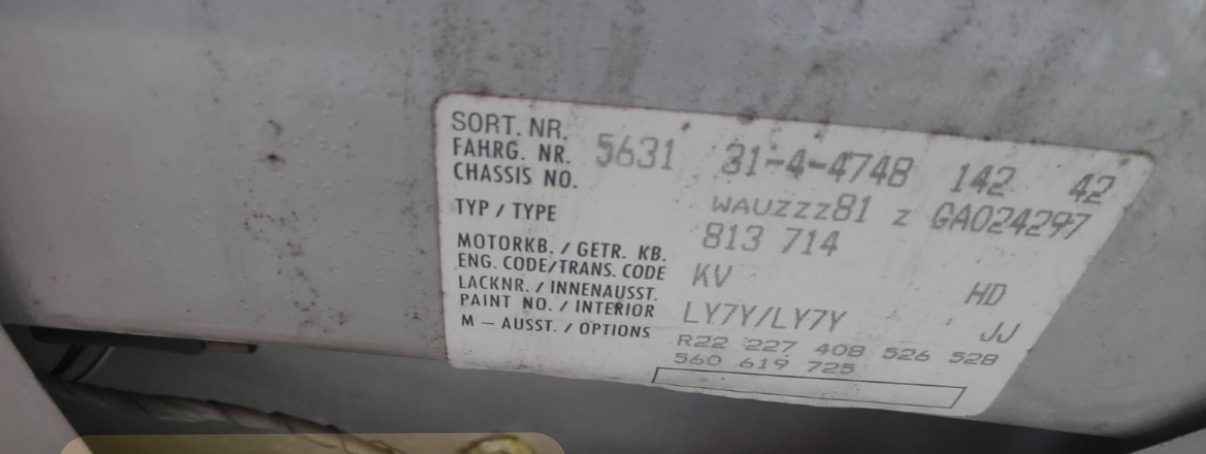 SORT. NR. 5631 31-4-4748 142 42
FAHRG. NR.
CHASSIS NO. WAUZZZ81 Z GA024297
TYP / TYPE 813 714
MOTORKB. / GETR. KB.
ENG. CODE/TRANS. CODE KV HD
LACKNR. / INNENAUSST.
PAINT NO. / INTERIOR LY7Y/LY7Y JJ
M — AUSST. / OPTIONS R22 227 408 526 528
560 619 725